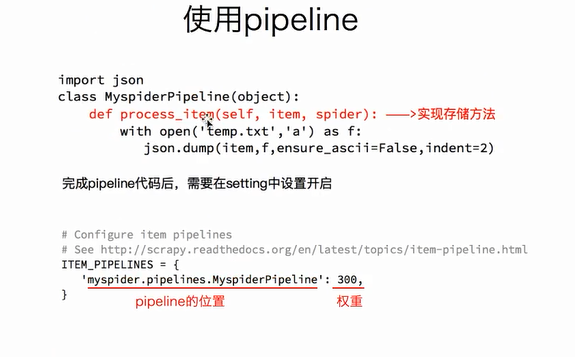 使用pipeline
import json
class MyspiderPipeline(object):
def process_item(self, item, spider): --->实现存储方法
with open('temp.txt','a') as f:
json.dump(item,f,ensure_ascii=False,indent=2)
完成pipeline代码后，需要在setting中设置开启
# Configure item pipelines
# See http://scrapy.readthedocs.org/en/latest/topics/item-pipeline.html
ITEM_PIPELINES = {
'myspider.pipelines.MyspiderPipeline': 300,
}
pipeline的位置 权重